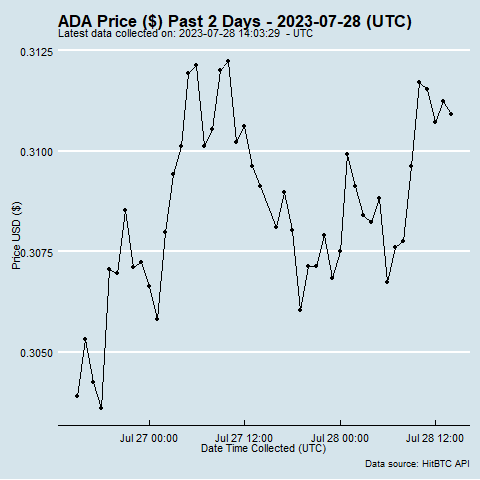 ADA Price ($) Past 2 Days - 2023-07-28 (UTC)
Latest data collected on: 2023-07-28 14:03:29 - UTC
0.3125
0.3100
0.3075
0.3050
Price USD ($)
Jul 27 00:00
Jul 27 12:00
Jul 28 00:00
Jul 28 12:00
Date Time Collected (UTC)
Data source: HitBTC API